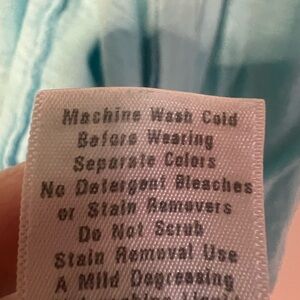 Machine Wash Cold
Before Wearing
Separate Colors
No Detergent Bleaches
or Stain Removers
Do Not Scrub
Stain Removal Use
A Mild Degreasing